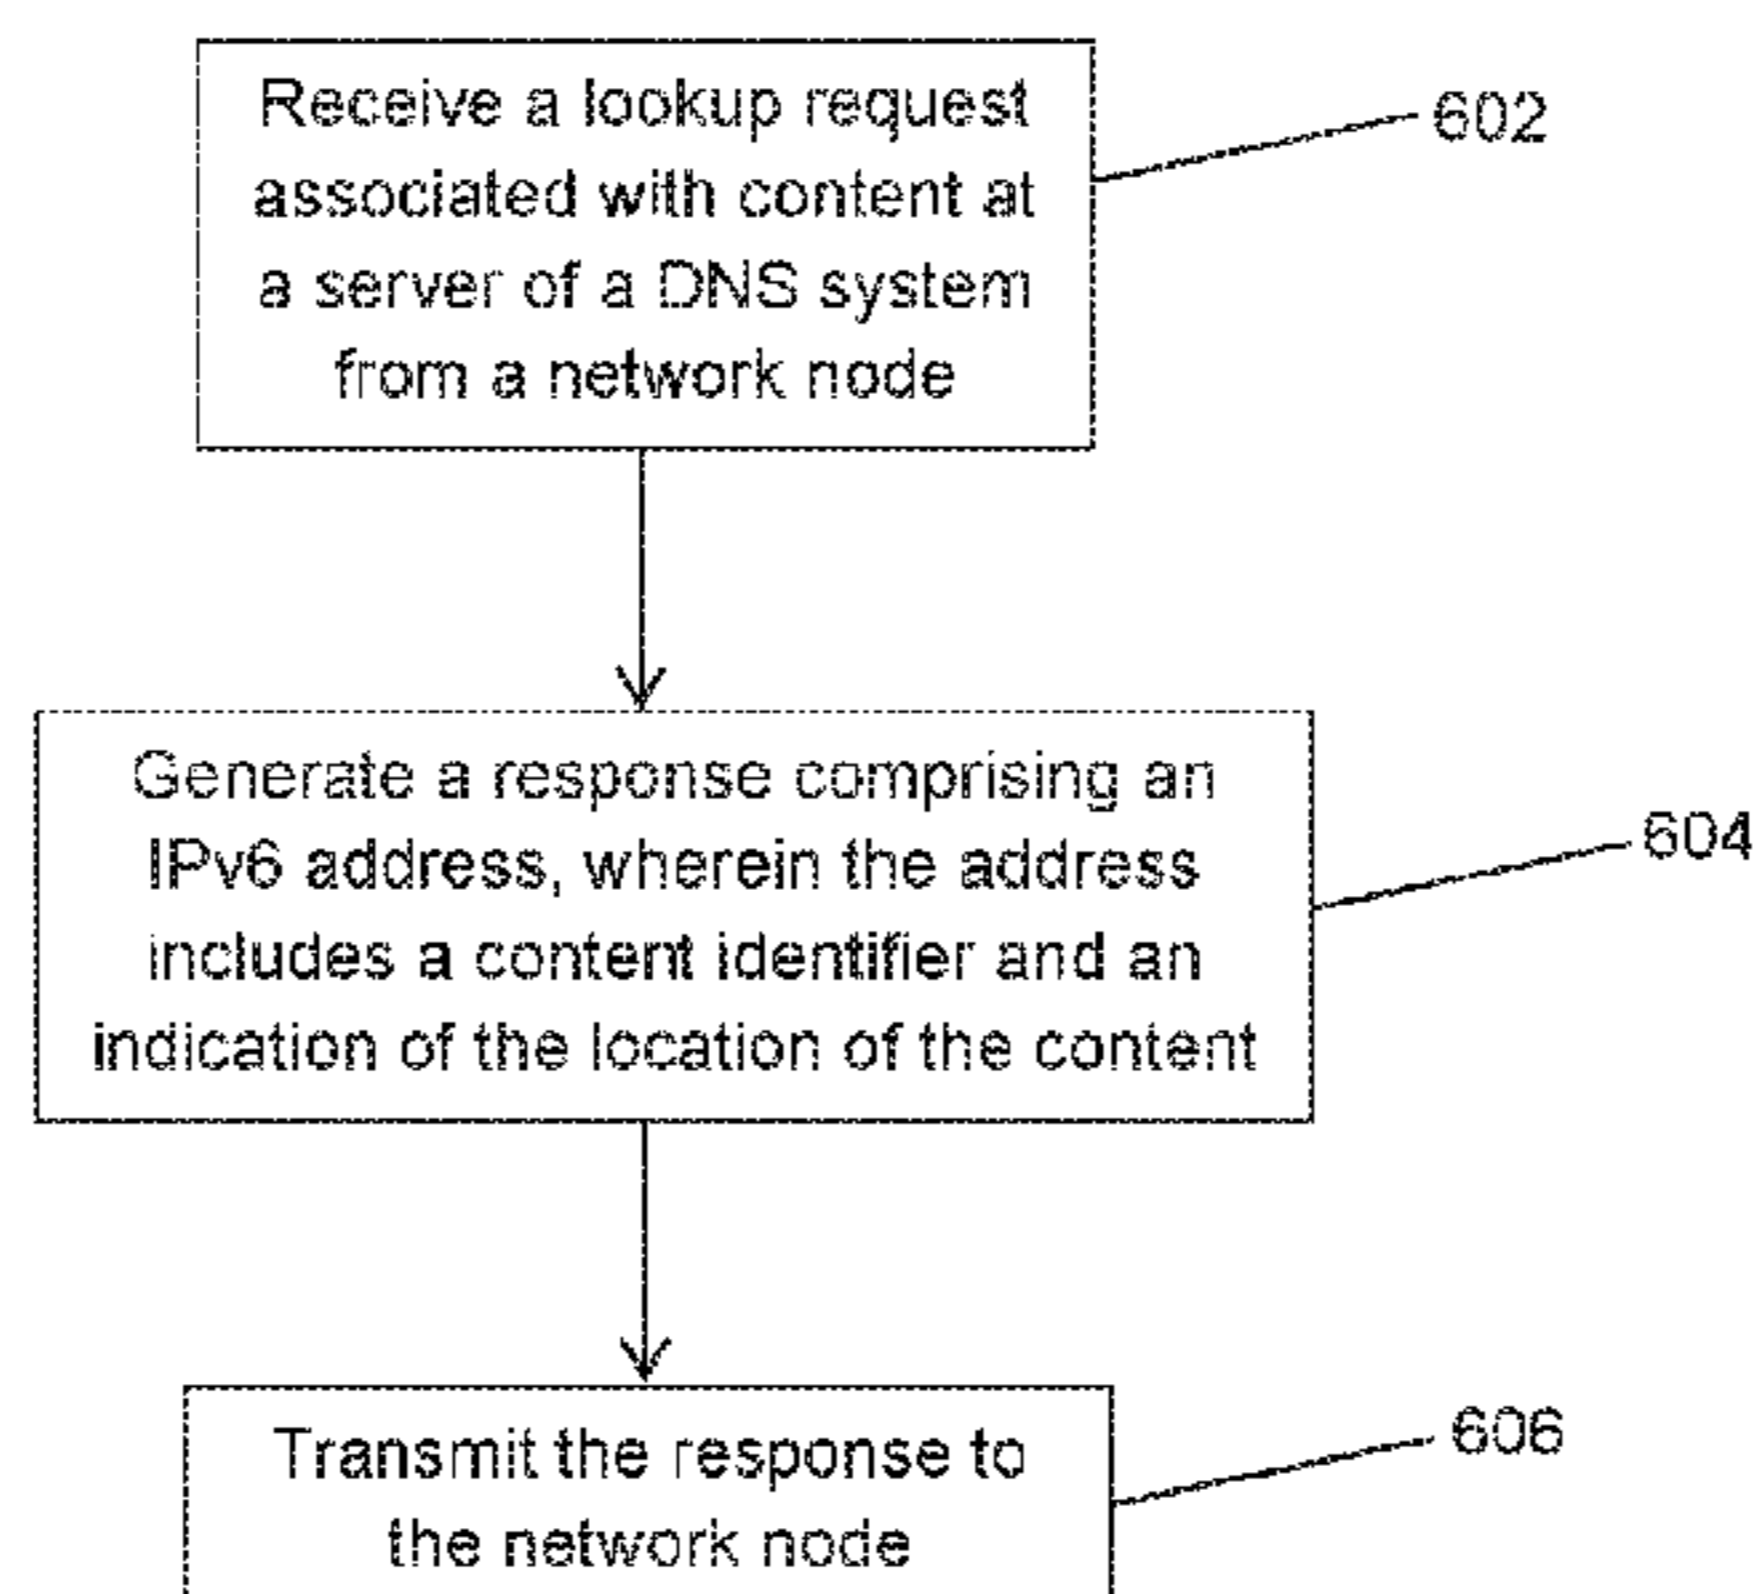 Receive a lookup request
associated with content at
a server of a DNS system
from a network node
602
Generate a response comprising an
IPv6 address, wherein the address
includes a content identifier and an
indication of the location of the content
604
Transmit the response to
the network node
606